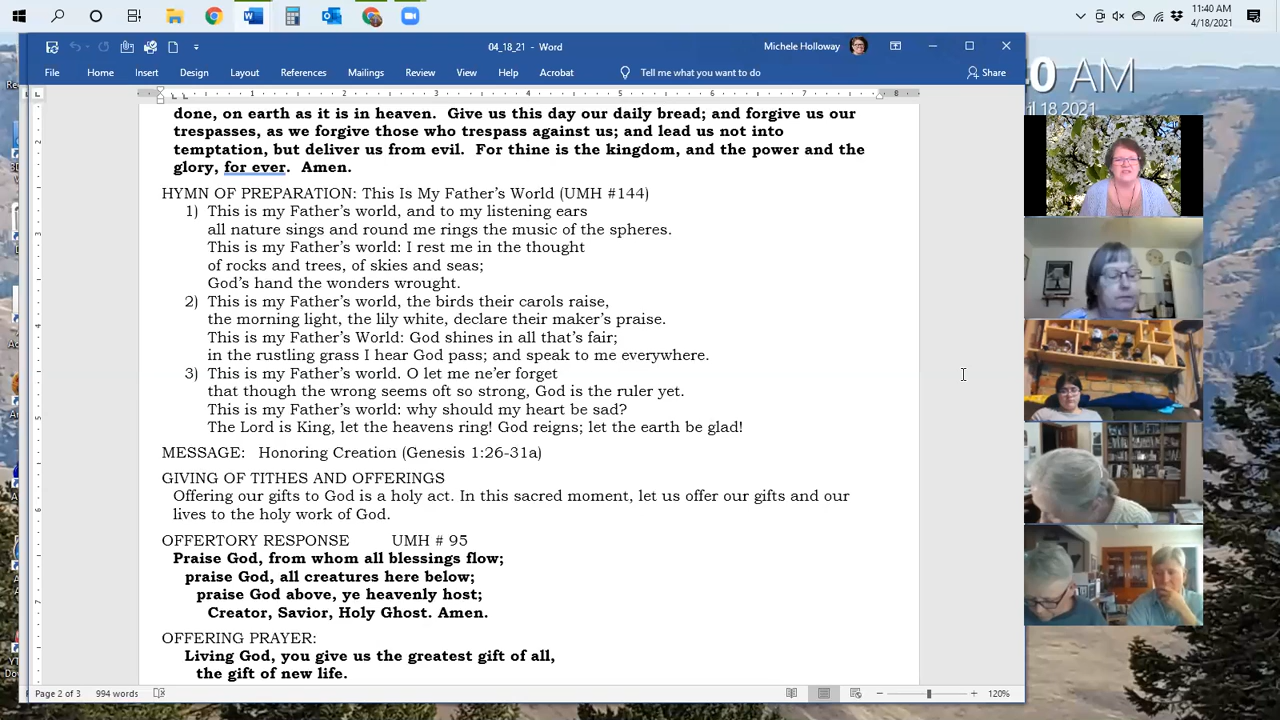 11:40 AM
4/18/2021
04_18_21 - Word
Michele Holloway
File Home Insert Design Layout References Mailings Review View Help Acrobat Tell me what you want to do Share
0 AM
il 18 2021
1 2 3 4 5 6 7 8
done, on earth as it is in heaven. Give us this day our daily bread; and forgive us our
trespasses, as we forgive those who trespass against us; and lead us not into
temptation, but deliver us from evil. For thine is the kingdom, and the power and the
glory, for ever. Amen.
HYMN OF PREPARATION: This Is My Father’s World (UMH #144)
1) This is my Father’s world, and to my listening ears
all nature sings and round me rings the music of the spheres.
This is my Father’s world: I rest me in the thought
of rocks and trees, of skies and seas;
God’s hand the wonders wrought.
2) This is my Father’s world, the birds their carols raise,
the morning light, the lily white, declare their maker’s praise.
This is my Father’s World: God shines in all that’s fair;
in the rustling grass I hear God pass; and speak to me everywhere.
3) This is my Father’s world. O let me ne’er forget
that though the wrong seems oft so strong, God is the ruler yet.
This is my Father’s world: why should my heart be sad?
The Lord is King, let the heavens ring! God reigns; let the earth be glad!
MESSAGE: Honoring Creation (Genesis 1:26-31a)
GIVING OF TITHES AND OFFERINGS
Offering our gifts to God is a holy act. In this sacred moment, let us offer our gifts and our
lives to the holy work of God.
OFFERTORY RESPONSE UMH # 95
Praise God, from whom all blessings flow;
praise God, all creatures here below;
praise God above, ye heavenly host;
Creator, Savior, Holy Ghost. Amen.
OFFERING PRAYER:
Living God, you give us the greatest gift of all,
the gift of new life.
Page 2 of 3 994 words 120%